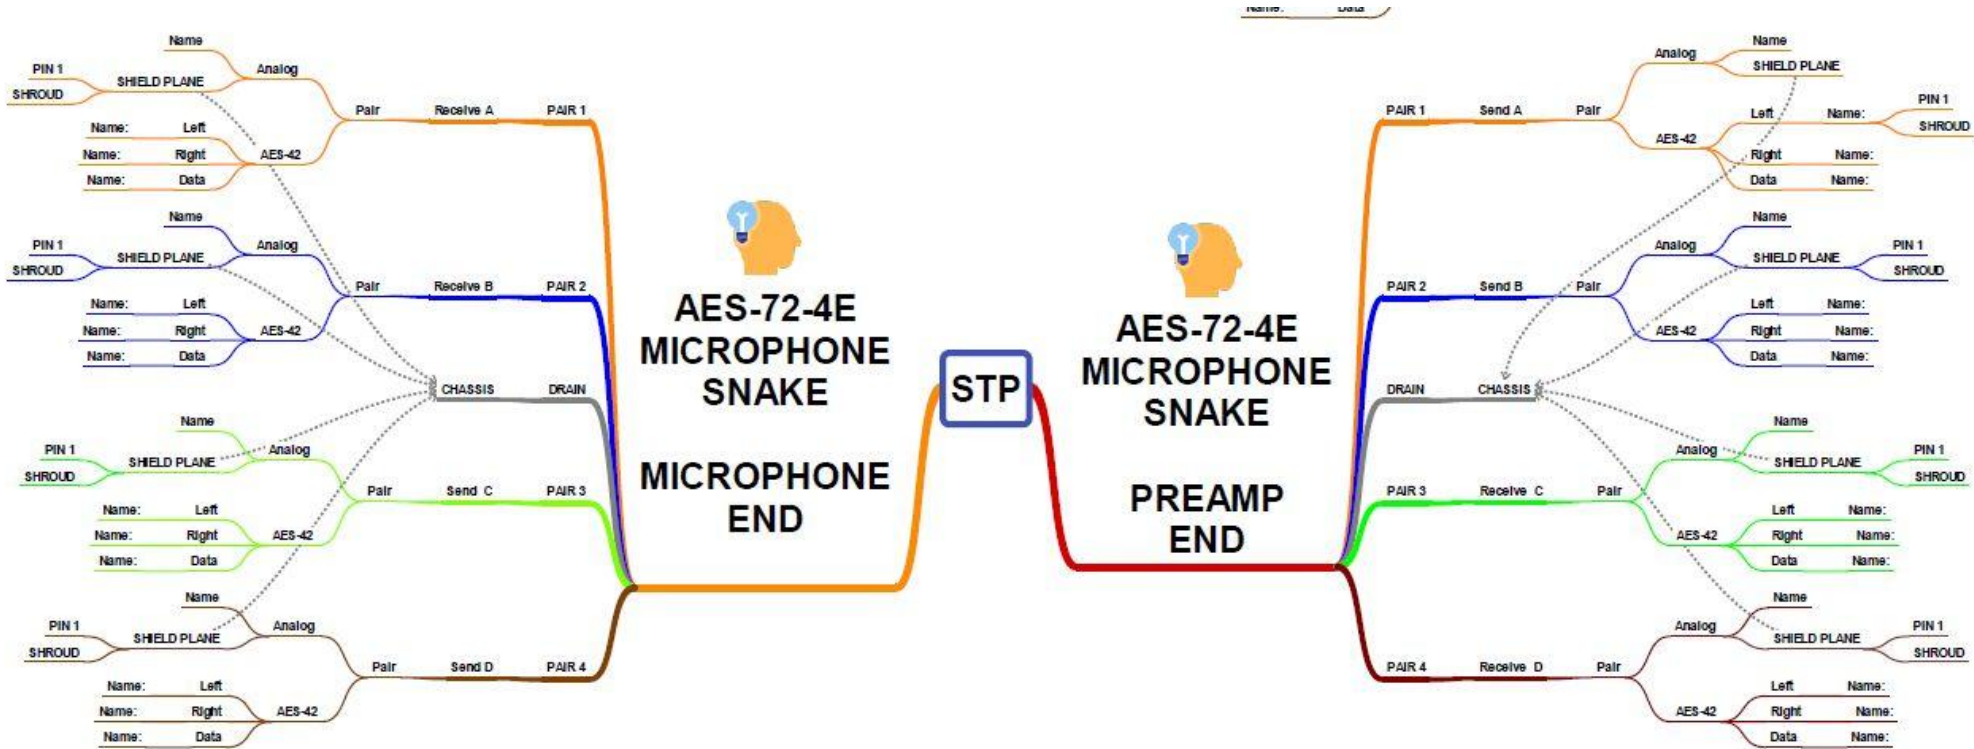 Name: Data
Name
Analog
PIN 1
SHIELD PLANE
SHROUD
Pair
Receive A
PAIR 1
Name: Left
Name: Right
AES-42
Name: Data
Name
Analog
PIN 1
SHIELD PLANE
SHROUD
Pair
Receive B
PAIR 2
Name: Left
Name: Right
AES-42
Name: Data
CHASSIS
DRAIN
Name
Analog
PIN 1
SHIELD PLANE
SHROUD
Pair
Send C
PAIR 3
Name: Left
Name: Right
AES-42
Name: Data
Name
Analog
PIN 1
SHIELD PLANE
SHROUD
Pair
Send D
PAIR 4
Name: Left
Name: Right
AES-42
Name: Data
AES-72-4E
MICROPHONE
SNAKE
MICROPHONE
END
STP
AES-72-4E
MICROPHONE
SNAKE
PREAMP
END
PAIR 1
Send A
Pair
Analog
Name
SHIELD PLANE
AES-42
Left Name:
PIN 1
SHROUD
Right Name:
Data Name:
PAIR 2
Send B
Pair
Analog
Name
SHIELD PLANE
PIN 1
SHROUD
AES-42
Left Name:
Right Name:
Data Name:
DRAIN
CHASSIS
PAIR 3
Receive C
Pair
Analog
Name
SHIELD PLANE
PIN 1
SHROUD
AES-42
Left Name:
Right Name:
Data Name:
PAIR 4
Receive D
Pair
Analog
Name
SHIELD PLANE
PIN 1
SHROUD
AES-42
Left Name:
Right Name:
Data Name: